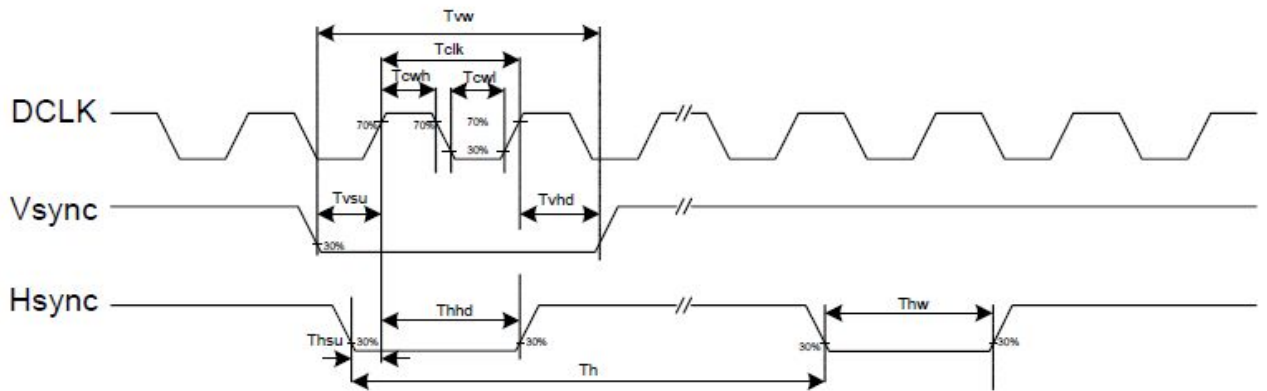 Tvw
Tclk
Tcwh Tcwl
DCLK
70% 70% 70%
30%
Tvsu Tvhd
Vsync
30%
Hsync
Thhd Thw
Thsu 30% 30% 30% 30%
Th